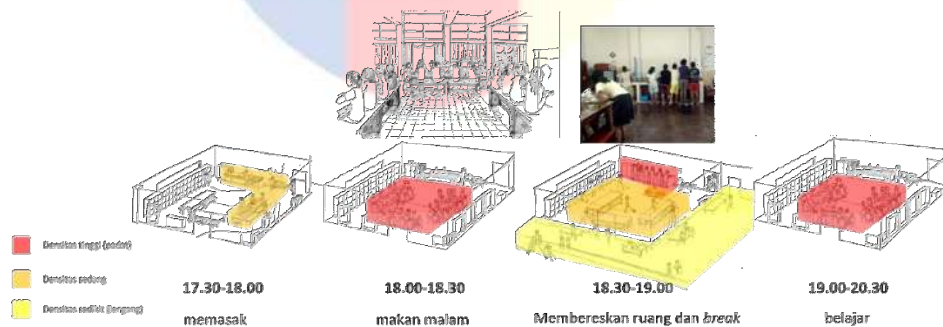 Densitas tinggi (padat)
Densitas sedang
Densitas sedikit (lengang)
17.30-18.00
memasak
18.00-18.30
makan malam
18.30-19.00
Membereskan ruang dan break
19.00-20.30
belajar